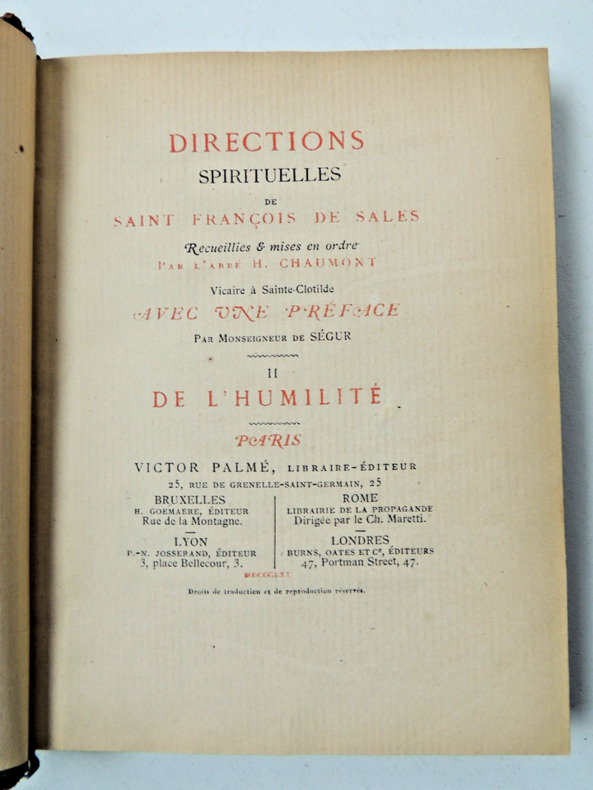 DIRECTIONS
SPIRITUELLES
DE
SAINT FRANÇOIS DE SALES
Recueillies & mises en ordre
PAR L'ABBÉ H. CHAUMONT
Vicaire à Sainte-Clotilde
AVEC UNE PRÉFACE
PAR MONSEIGNEUR DE SÉGUR
II
DE L'HUMILITÉ
PARIS
VICTOR PALMÉ, LIBRAIRE-ÉDITEUR
25, RUE DE GRENELLE-SAINT-GERMAIN, 25
BRUXELLES
H. GOEMAERE, ÉDITEUR
Rue de la Montagne.
LYON
P.-N. JOSSERAND, ÉDITEUR
3, place Bellecour, 3.
ROME
LIBRAIRIE DE LA PROPAGANDE
Dirigée par le Ch. Maretti.
LONDRES
BURNS, OATES ET Cᵉ, ÉDITEURS
47, Portman Street, 47.
Droits de traduction et de reproduction réservés.